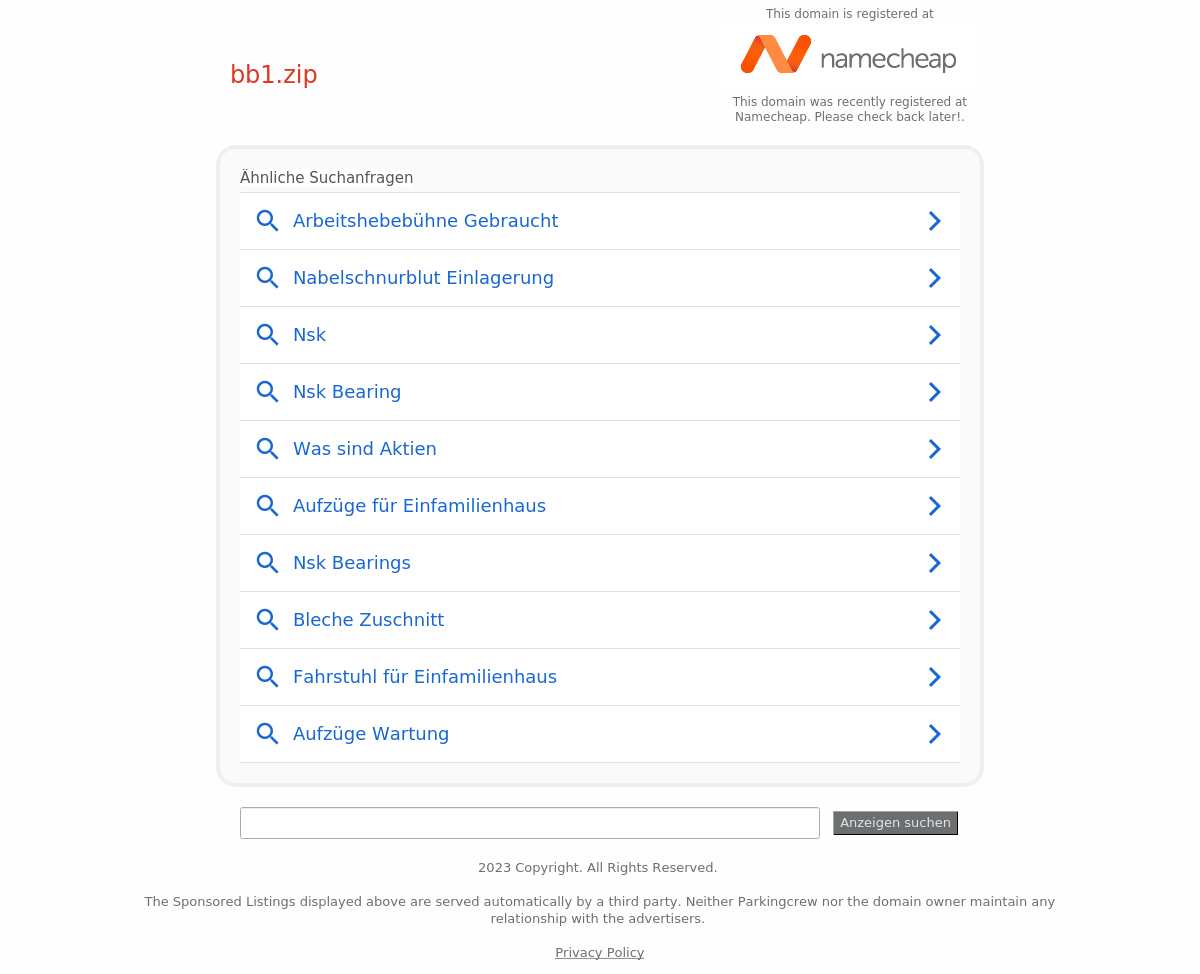 This domain is registered at
namecheap
bb1.zip
This domain was recently registered at
Namecheap. Please check back later!.
Ähnliche Suchanfragen
Arbeitshebebühne Gebraucht
Nabelschnurblut Einlagerung
Nsk
Nsk Bearing
Was sind Aktien
Aufzüge für Einfamilienhaus
Nsk Bearings
Bleche Zuschnitt
Fahrstuhl für Einfamilienhaus
Aufzüge Wartung
Anzeigen suchen
2023 Copyright. All Rights Reserved.
The Sponsored Listings displayed above are served automatically by a third party. Neither Parkingcrew nor the domain owner maintain any
relationship with the advertisers.
Privacy Policy